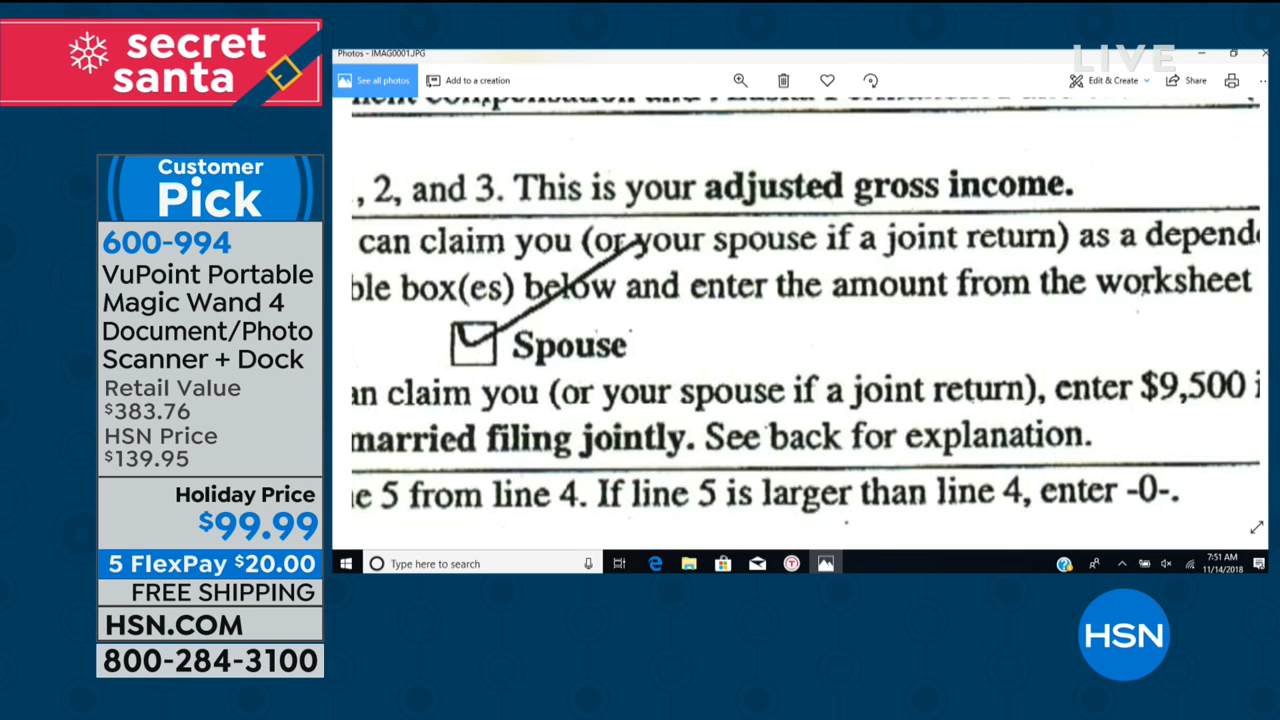 secret
santa
Customer
Pick
600-994
VuPoint Portable
Magic Wand 4
Document/Photo
Scanner + Dock
Retail Value
$383.76
HSN Price
$139.95
Holiday Price
$99.99
5 FlexPay $20.00
FREE SHIPPING
HSN.COM
800-284-3100
LIVE
Photos - IMAG0001.JPG
See all photos
Add to a creation
Edit & Create
Share
, 2, and 3. This is your adjusted gross income.
can claim you (or your spouse if a joint return) as a depend
ble box(es) below and enter the amount from the worksheet
Spouse
an claim you (or your spouse if a joint return), enter $9,500 i
married filing jointly. See back for explanation.
e 5 from line 4. If line 5 is larger than line 4, enter -0-.
Type here to search
7:51 AM
11/14/2018
HSN